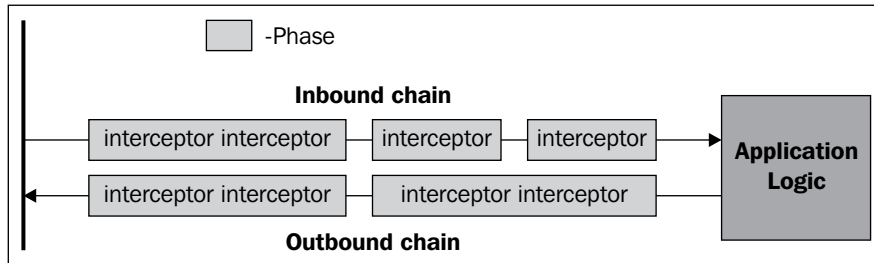 -Phase
Inbound chain
interceptor interceptor
interceptor
interceptor
Application
Logic
interceptor interceptor
interceptor interceptor
Outbound chain